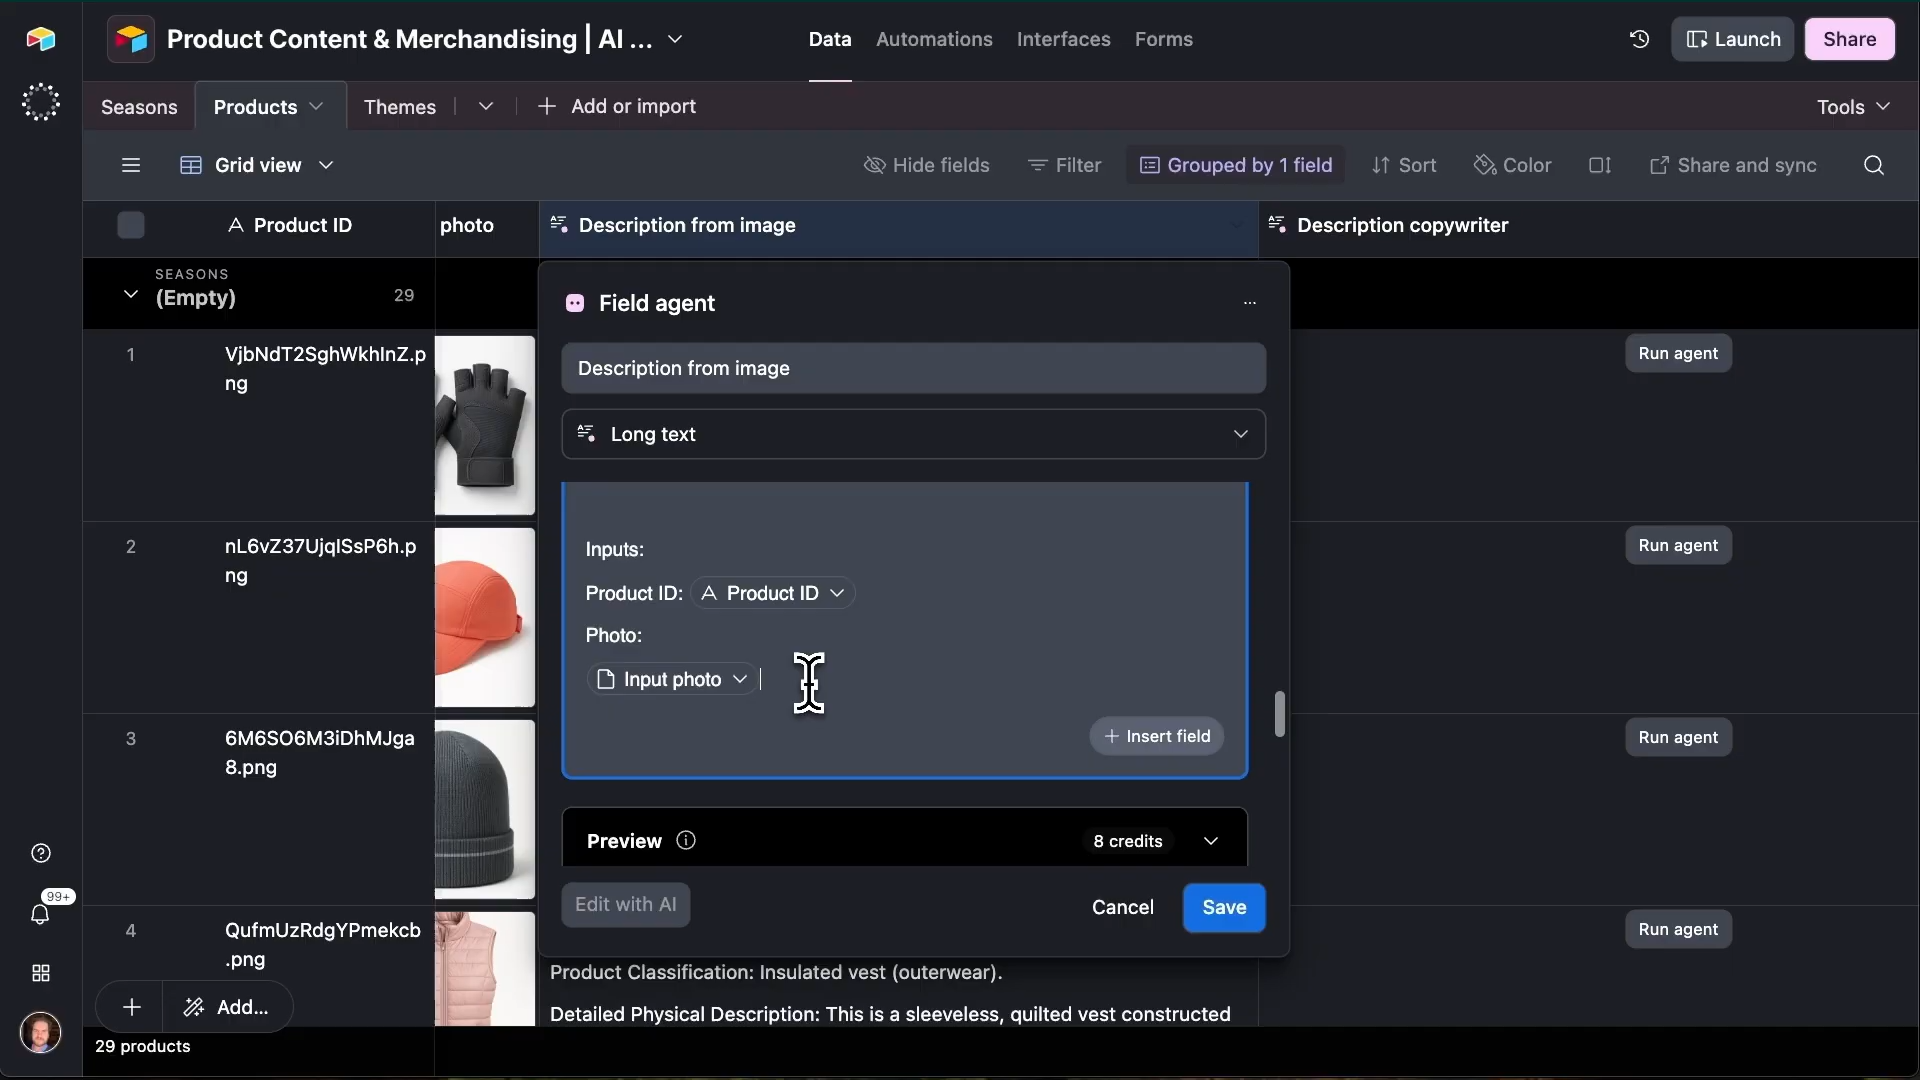 Product Content & Merchandising | AI ...
Data
Automations
Interfaces
Forms
Launch
Share
Seasons
Products
Themes
Add or import
Tools
Grid view
Hide fields
Filter
Grouped by 1 field
Sort
Color
Share and sync
Product ID
photo
Description from image
Description copywriter
SEASONS
(Empty)
29
Field agent
Description from image
Long text
Inputs:
Product ID: Product ID
Photo:
Input photo
+ Insert field
Preview
8 credits
Edit with AI
Cancel
Save
1
VjbNdT2SghWkhInZ.p
ng
Run agent
2
nL6vZ37UjqISsP6h.p
ng
Run agent
3
6M6SO6M3iDhMJga
8.png
Run agent
4
QufmUzRdgYPmekcb
.png
Run agent
Product Classification: Insulated vest (outerwear).
Detailed Physical Description: This is a sleeveless, quilted vest constructed
99+
Add...
29 products